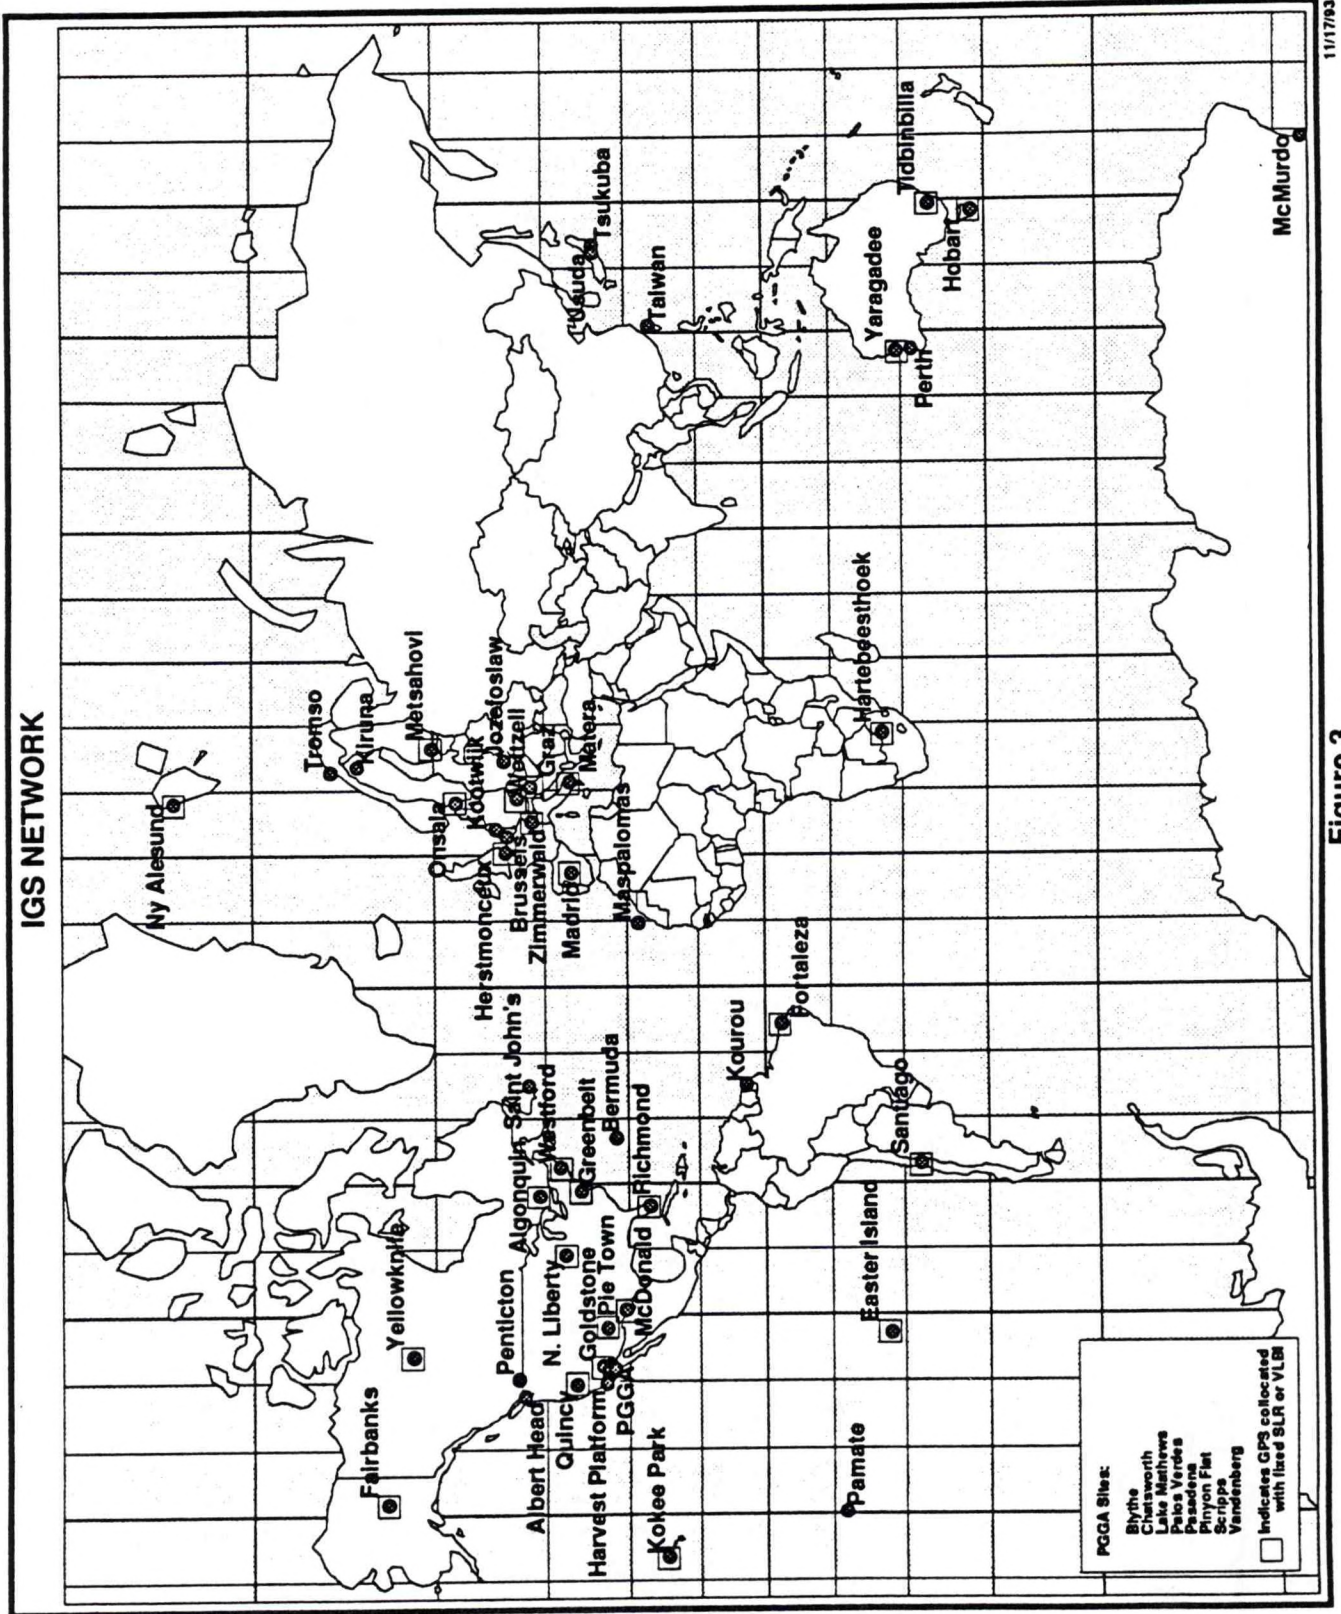 IGS NETWORK
Ny Alesund
Tromso
Kiruna
Metsahovi
Onsala
Kootwijk
Jozefoslaw
Wettzell
Graz
Matera
Herstmonceux
Brussels
Zimmerwald
Madrid
Maspalomas
Hartebeesthoek
Usuda
Tsukuba
Taiwan
Yaragadee
Perth
Tidbinbilla
Hobart
McMurdo
Fairbanks
Yellowknife
Penticton
Albert Head
Algonquin
Saint John's
Westford
Greenbelt
Bermuda
Richmond
N. Liberty
Quincy
Goldstone
Pie Town
McDonald
Harvest Platform
PGGA
Kokee Park
Kourou
Fortaleza
Santiago
Easter Island
Pamate
PGGA Sites:
Blythe
Chatsworth
Lake Mathews
Palos Verdes
Pasadena
Pinyon Flat
Scripps
Vandenberg
Indicates GPS collocated
with fixed SLR or VLBI
Figure 3
11/17/93